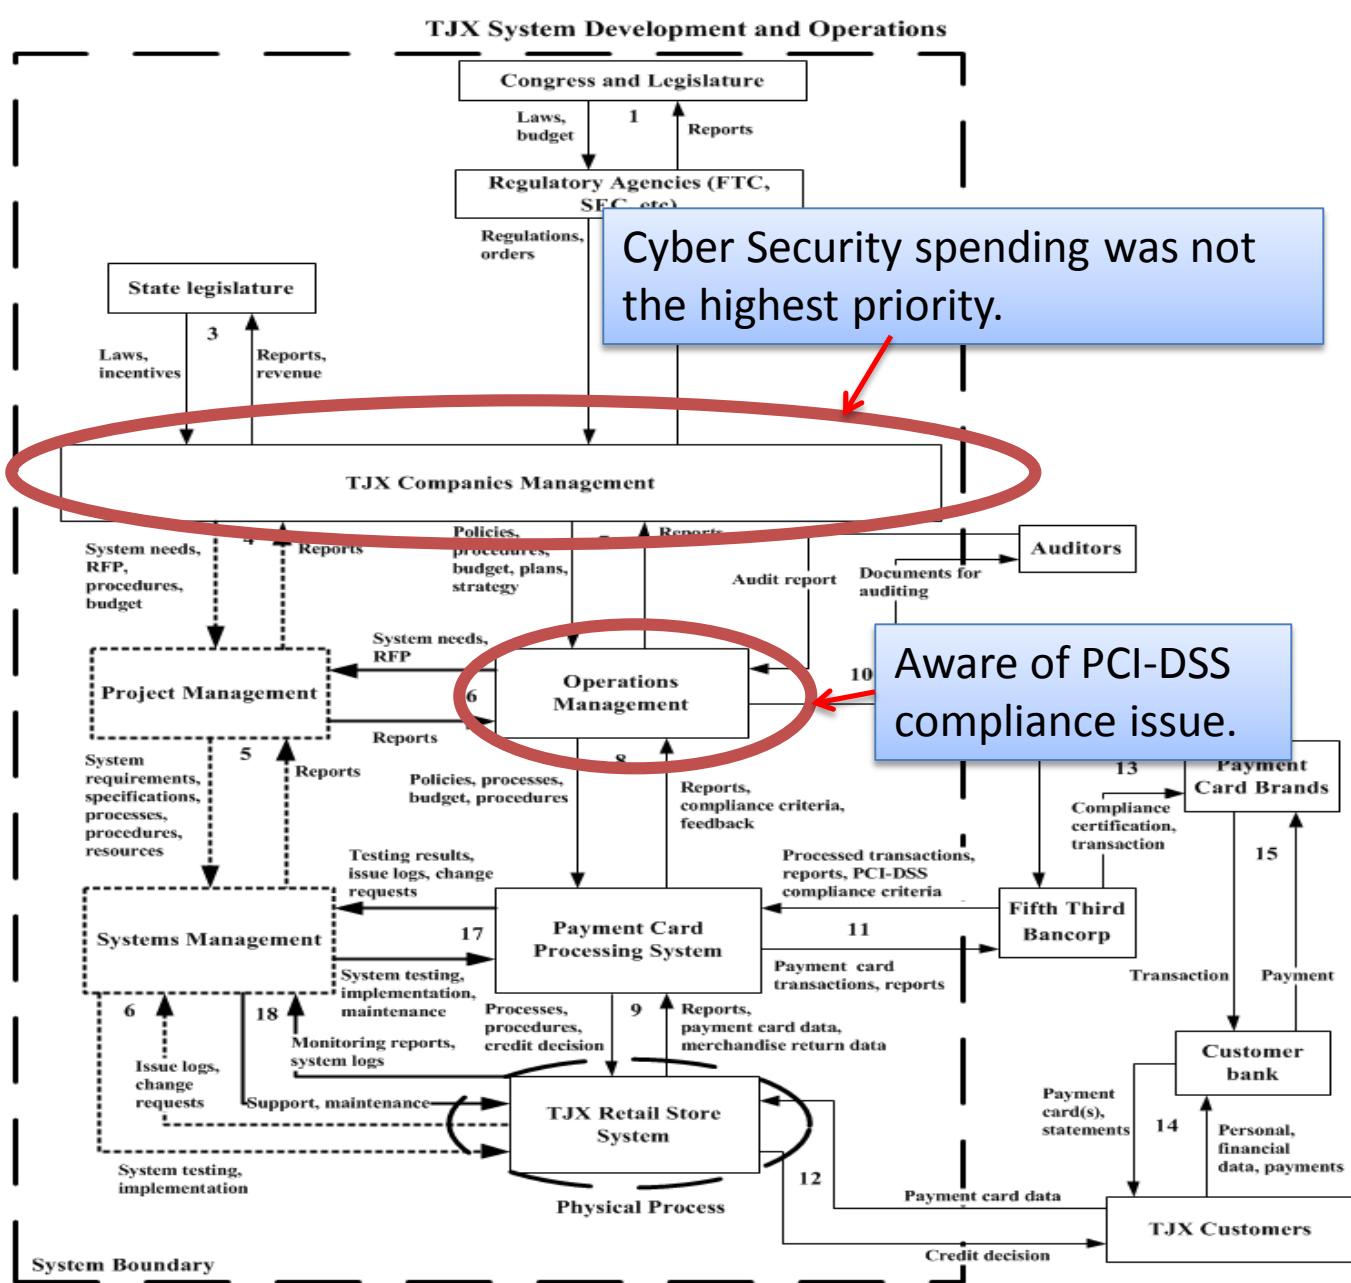 TJX System Development and Operations
Congress and Legislature
Laws,
budget
1
Reports
Regulatory Agencies (FTC,
SEC, etc)
Regulations,
orders
Cyber Security spending was not
the highest priority.
State legislature
3
Laws,
incentives
Reports,
revenue
TJX Companies Management
4
System needs,
RFP,
procedures,
budget
Reports
Policies,
procedures,
budget, plans,
strategy
Reports
Auditors
Audit report
Documents for
auditing
System needs,
RFP
Project Management
6
Operations
Management
10
Aware of PCI-DSS
compliance issue.
Reports
5
System
requirements,
specifications,
processes,
procedures,
resources
Reports
8
Policies, processes,
budget, procedures
Reports,
compliance criteria,
feedback
13
Payment
Card Brands
Compliance
certification,
transaction
15
Testing results,
issue logs, change
requests
Processed transactions,
reports, PCI-DSS
compliance criteria
Systems Management
17
Payment Card
Processing System
11
Fifth Third
Bancorp
System testing,
implementation,
maintenance
Payment card
transactions, reports
Transaction
Payment
6
18
Processes,
procedures,
credit decision
9
Reports,
payment card data,
merchandise return data
Monitoring reports,
system logs
Issue logs,
change
requests
Support, maintenance
TJX Retail Store
System
Customer
bank
Payment
card(s),
statements
14
Personal,
financial
data, payments
System testing,
implementation
12
Physical Process
Payment card data
TJX Customers
Credit decision
System Boundary